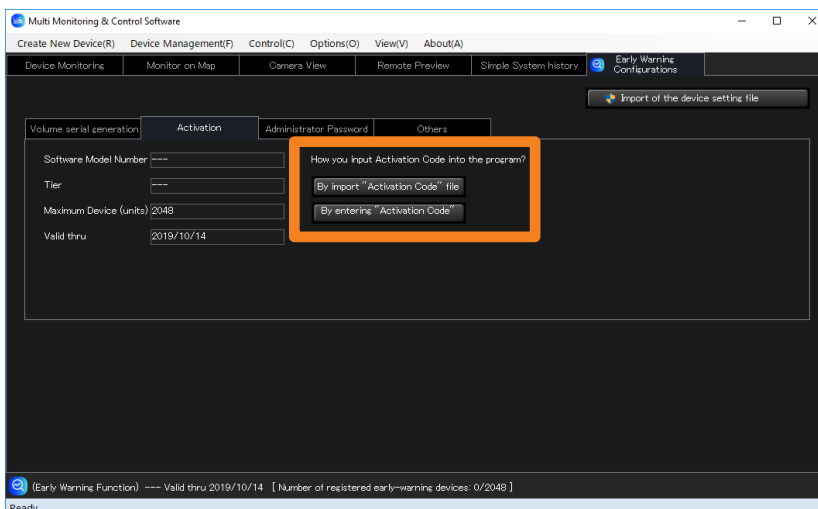 Multi Monitoring & Control Software
Create New Device(R) Device Management(F) Control(C) Options(O) View(V) About(A)
Device Monitoring Monitor on Map Camera View Remote Preview Simple System history Early Warning Configurations
Import of the device setting file
Volume serial generation Activation Administrator Password Others
Software Model Number ---
How you input Activation Code into the program?
Tier ---
By import "Activation Code" file
Maximum Device (units) 2048
By entering "Activation Code"
Valid thru 2019/10/14
(Early Warning Function) --- Valid thru 2019/10/14 [ Number of registered early-warning devices: 0/2048 ]
Ready